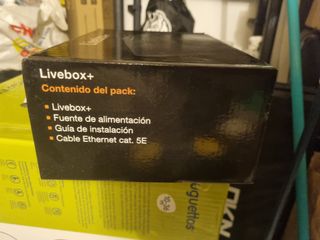 Livebox+
Contenido del pack:
▪ Livebox+
▪ Fuente de alimentación
▪ Guía de instalación
▪ Cable Ethernet cat. 5E